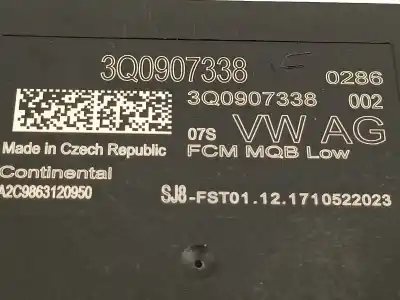 3Q0907338
0286
3Q0907338 002
07S VW AG
Made in Czech Republic FCM MQB Low
Continental
A2C9863120950 SJ8-FST01.12.1710522023